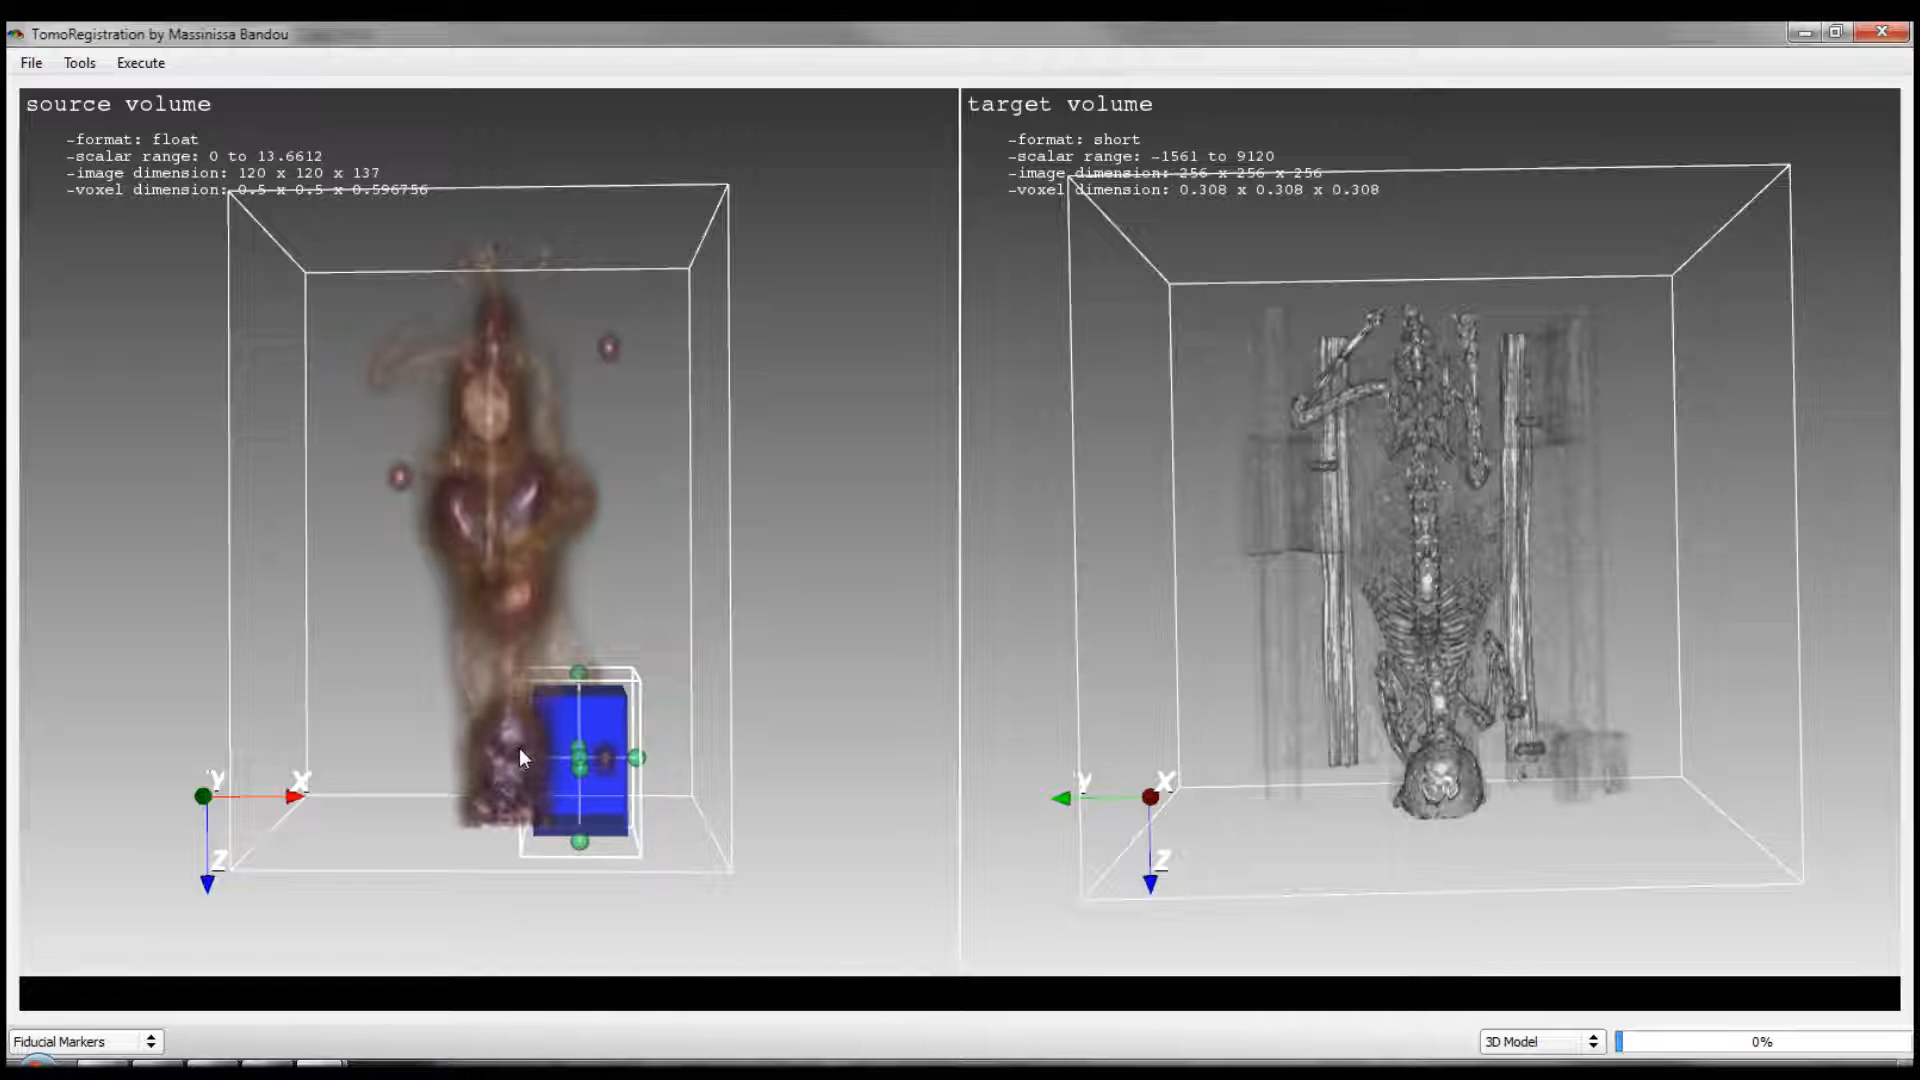 TomoRegistration by Massinissa Bandou
File Tools Execute
source volume
-format: float
-scalar range: 0 to 13.6612
-image dimension: 120 x 120 x 137
-voxel dimension: 0.5 x 0.5 x 0.596756
target volume
-format: short
-scalar range: -1561 to 9120
-image dimension: 256 x 256 x 256
-voxel dimension: 0.308 x 0.308 x 0.308
Y X
Z
Y X
Z
Fiducial Markers
3D Model
0%